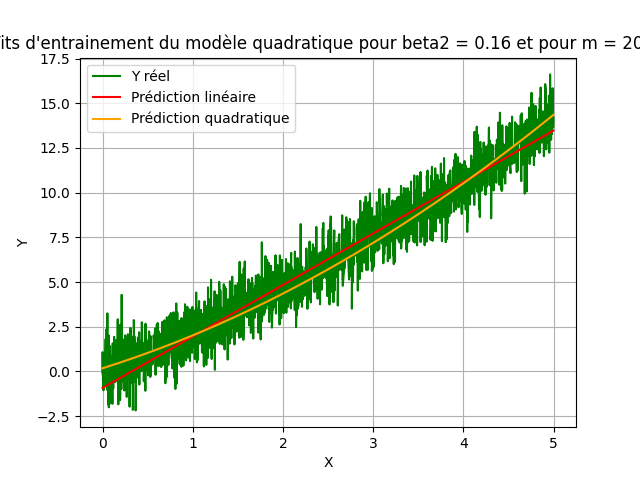 its d'entrainement du modèle quadratique pour beta2 = 0.16 et pour m = 20
17.5
15.0
12.5
10.0
7.5
5.0
2.5
0.0
−2.5
Y
Y réel
Prédiction linéaire
Prédiction quadratique
0
1
2
3
4
5
X